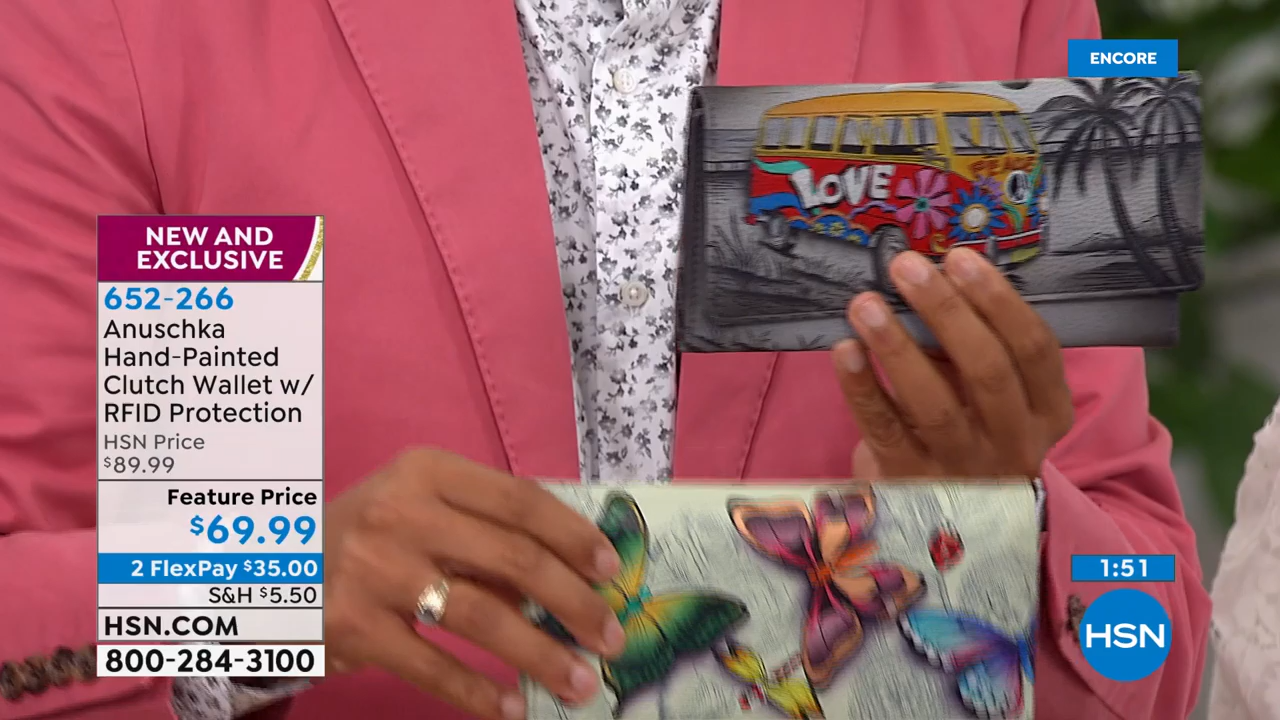 ENCORE
LOVE
PEACE
NEW AND
EXCLUSIVE
652-266
Anuschka
Hand-Painted
Clutch Wallet w/
RFID Protection
HSN Price
$89.99
Feature Price
$69.99
2 FlexPay $35.00
S&H $5.50
HSN.COM
800-284-3100
1:51
HSN